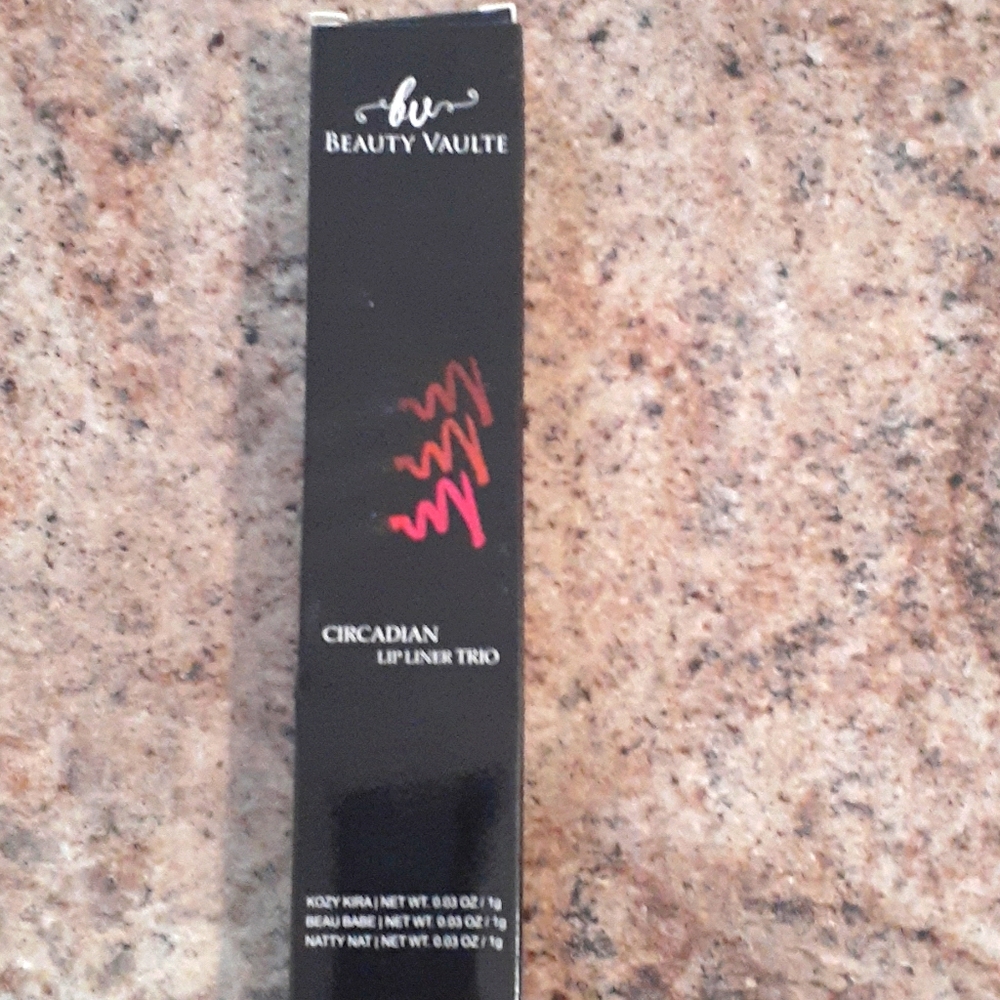 bv
BEAUTY VAULTE
CIRCADIAN
LIP LINER TRIO
KOZY KIRA | NET WT. 0.03 OZ / 1g
BEAU BABE | NET WT. 0.03 OZ / 1g
NATTY NAT | NET WT. 0.03 OZ / 1g